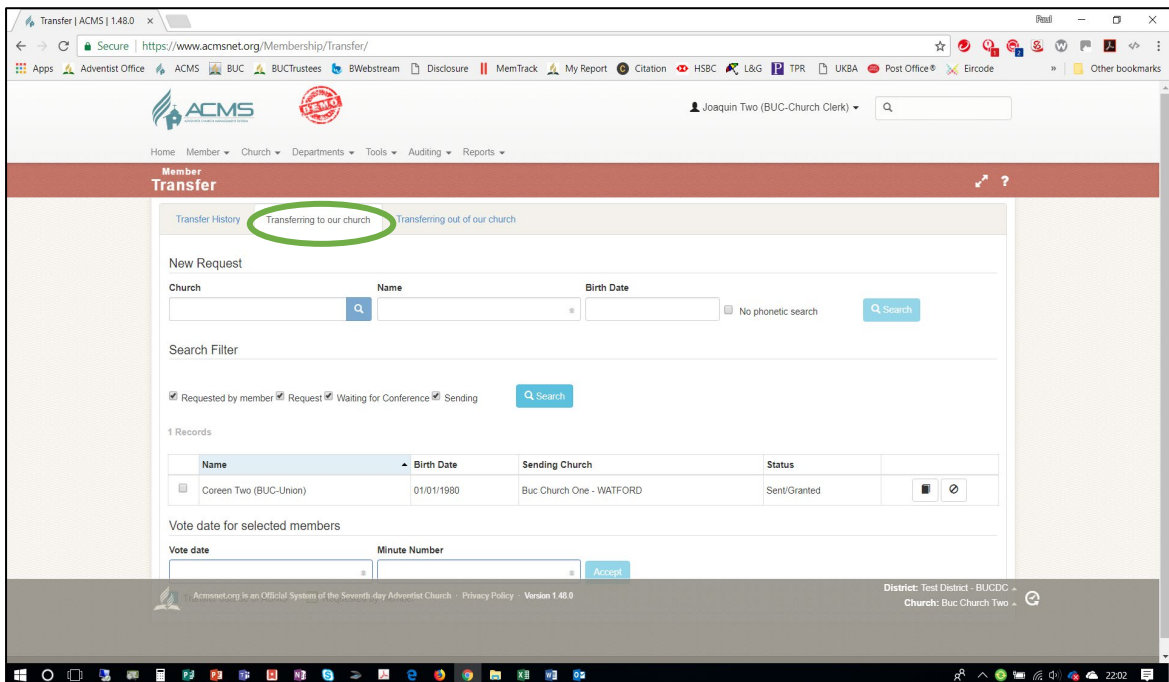 Transfer | ACMS | 1.48.0
Paul
Secure | https://www.acmsnet.org/Membership/Transfer/
Apps Adventist Office ACMS BUC BUCTrustees BWebstream Disclosure MemTrack My Report Citation HSBC L&G TPR UKBA Post Office® Eircode » Other bookmarks
ACMS DEMO Joaquin Two (BUC-Church Clerk)
Home Member Church Departments Tools Auditing Reports
Member
Transfer ?
Transfer History Transferring to our church Transferring out of our church
New Request
Church Name Birth Date
No phonetic search Search
Search Filter
Requested by member Request Waiting for Conference Sending Search
1 Records
Name Birth Date Sending Church Status
Coreen Two (BUC-Union) 01/01/1980 Buc Church One - WATFORD Sent/Granted
Vote date for selected members
Vote date Minute Number
Accept
Acmsnet.org is an Official System of the Seventh-day Adventist Church · Privacy Policy · Version 1.48.0
District: Test District - BUCDC
Church: Buc Church Two
22:02